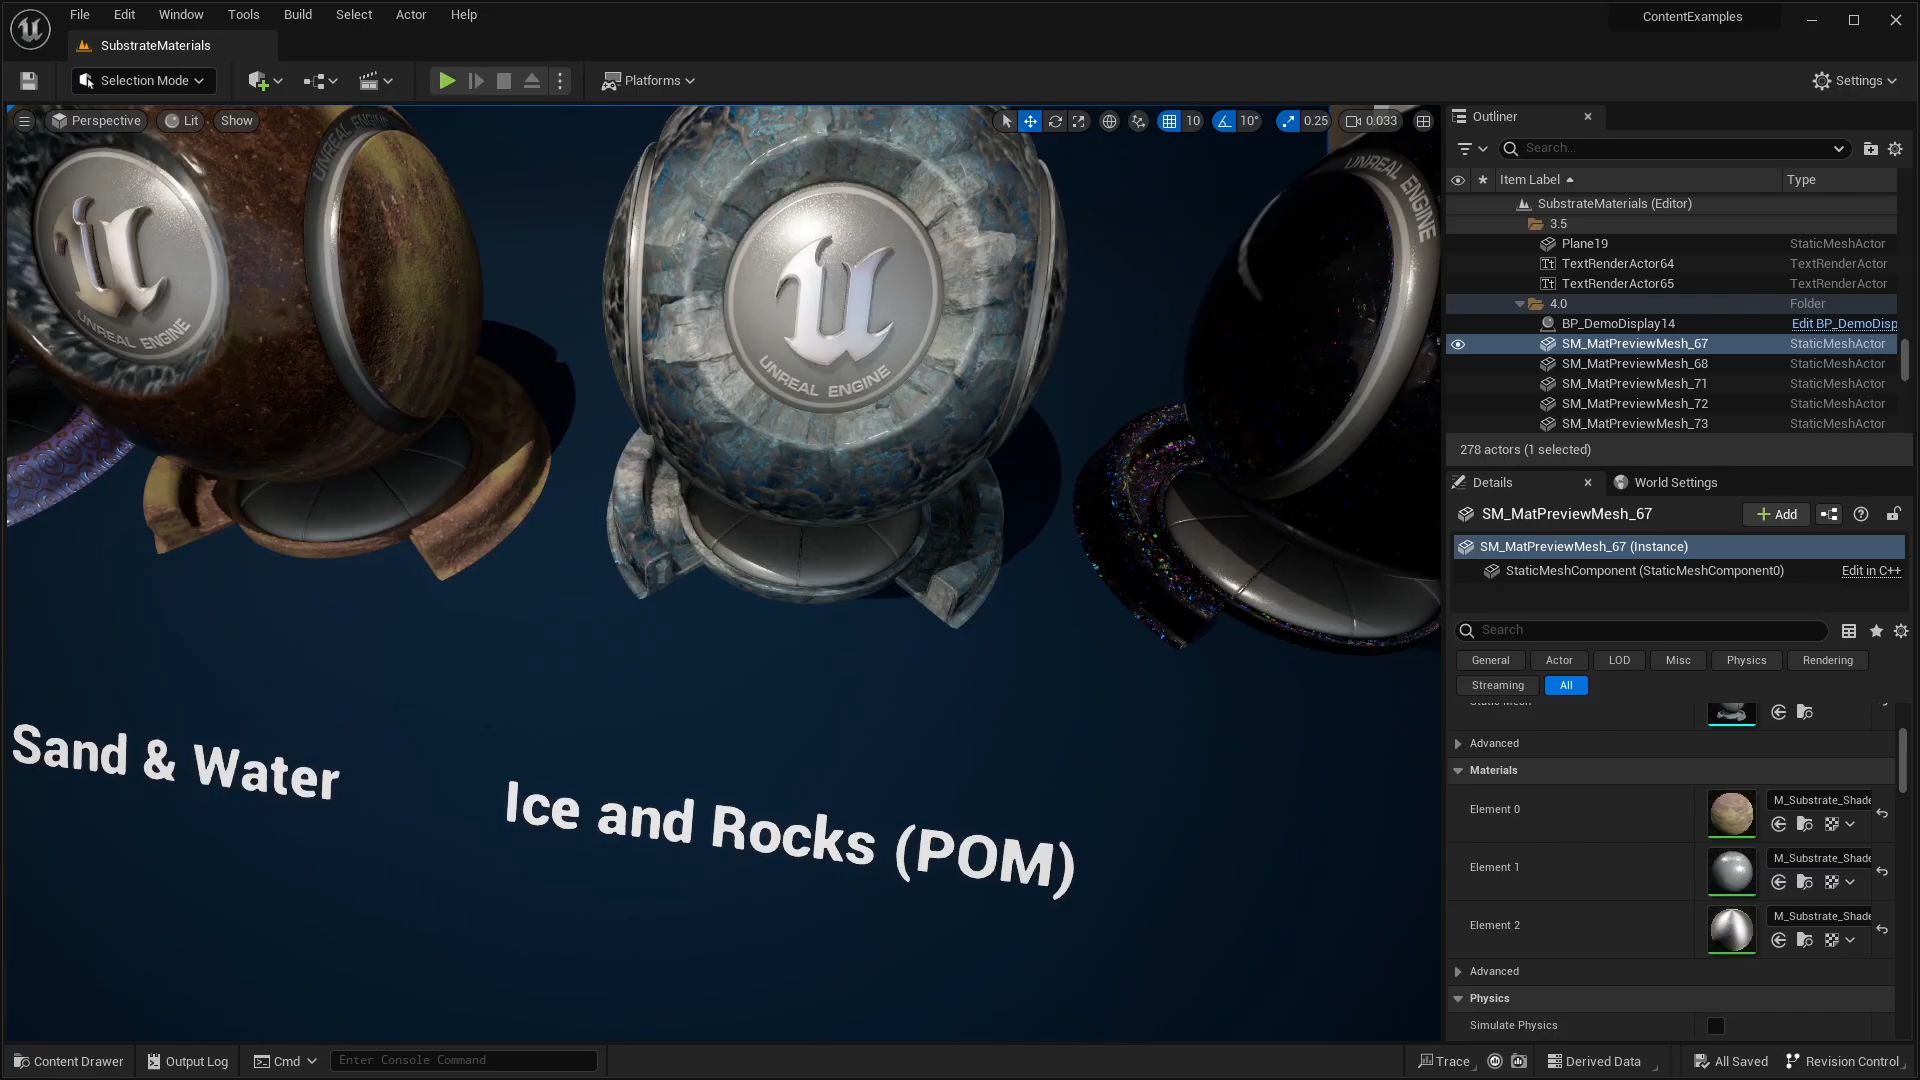 File Edit Window Tools Build Select Actor Help
ContentExamples
SubstrateMaterials
Selection Mode
Platforms
Settings
Perspective Lit Show
10 10° 0.25 0.033
UNREAL ENGINE
UNREAL ENGINE
UNREAL ENGINE
UNREAL ENGINE
Sand & Water
Ice and Rocks (POM)
Outliner
Search...
Item Label Type
SubstrateMaterials (Editor)
3.5
Plane19 StaticMeshActor
TextRenderActor64 TextRenderActor
TextRenderActor65 TextRenderActor
4.0 Folder
BP_DemoDisplay14 Edit BP_DemoDisp
SM_MatPreviewMesh_67 StaticMeshActor
SM_MatPreviewMesh_68 StaticMeshActor
SM_MatPreviewMesh_71 StaticMeshActor
SM_MatPreviewMesh_72 StaticMeshActor
SM_MatPreviewMesh_73 StaticMeshActor
278 actors (1 selected)
Details World Settings
SM_MatPreviewMesh_67 Add
SM_MatPreviewMesh_67 (Instance)
StaticMeshComponent (StaticMeshComponent0) Edit in C++
Search
General Actor LOD Misc Physics Rendering
Streaming All
Static Mesh
Advanced
Materials
Element 0 M_Substrate_Shade
Element 1 M_Substrate_Shade
Element 2 M_Substrate_Shade
Advanced
Physics
Simulate Physics
Content Drawer Output Log Cmd Enter Console Command Trace Derived Data All Saved Revision Control